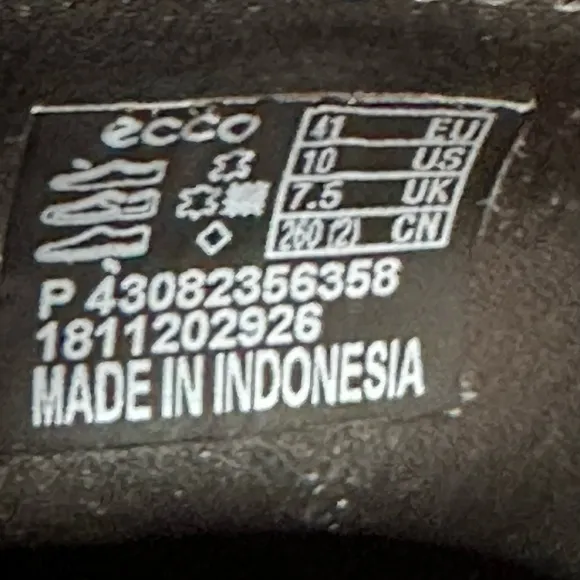 ecco
41 EU
10 US
7.5 UK
260 (2) CN
P 43082356358
1811202926
MADE IN INDONESIA